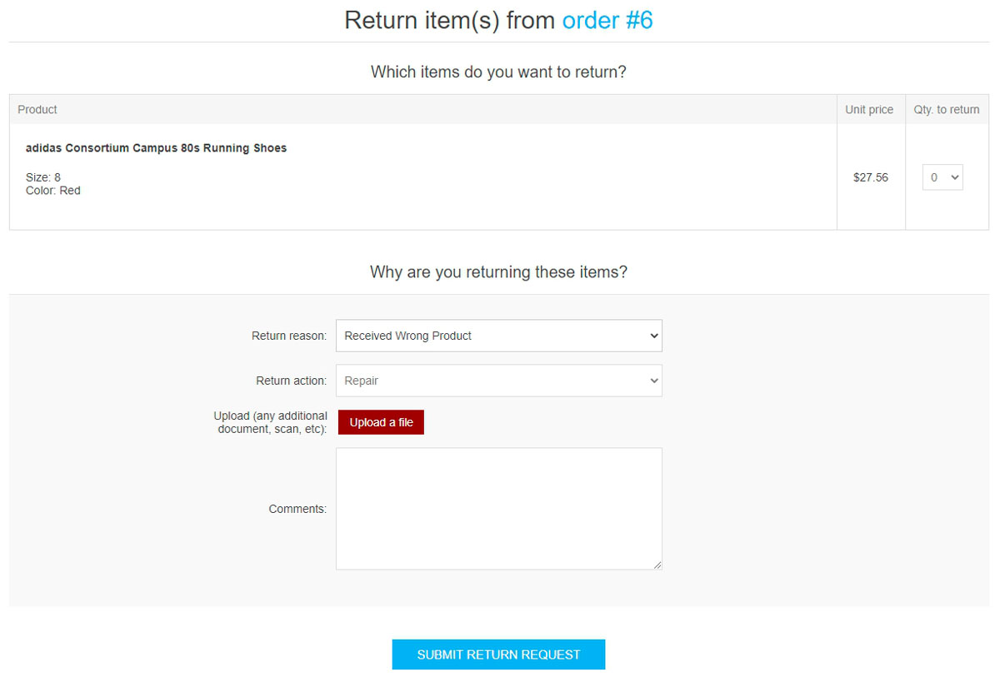 Return item(s) from order #6
Which items do you want to return?
Product Unit price Qty. to return
adidas Consortium Campus 80s Running Shoes
Size: 8
Color: Red
$27.56 0
Why are you returning these items?
Return reason: Received Wrong Product
Return action: Repair
Upload (any additional
document, scan, etc): Upload a file
Comments:
SUBMIT RETURN REQUEST